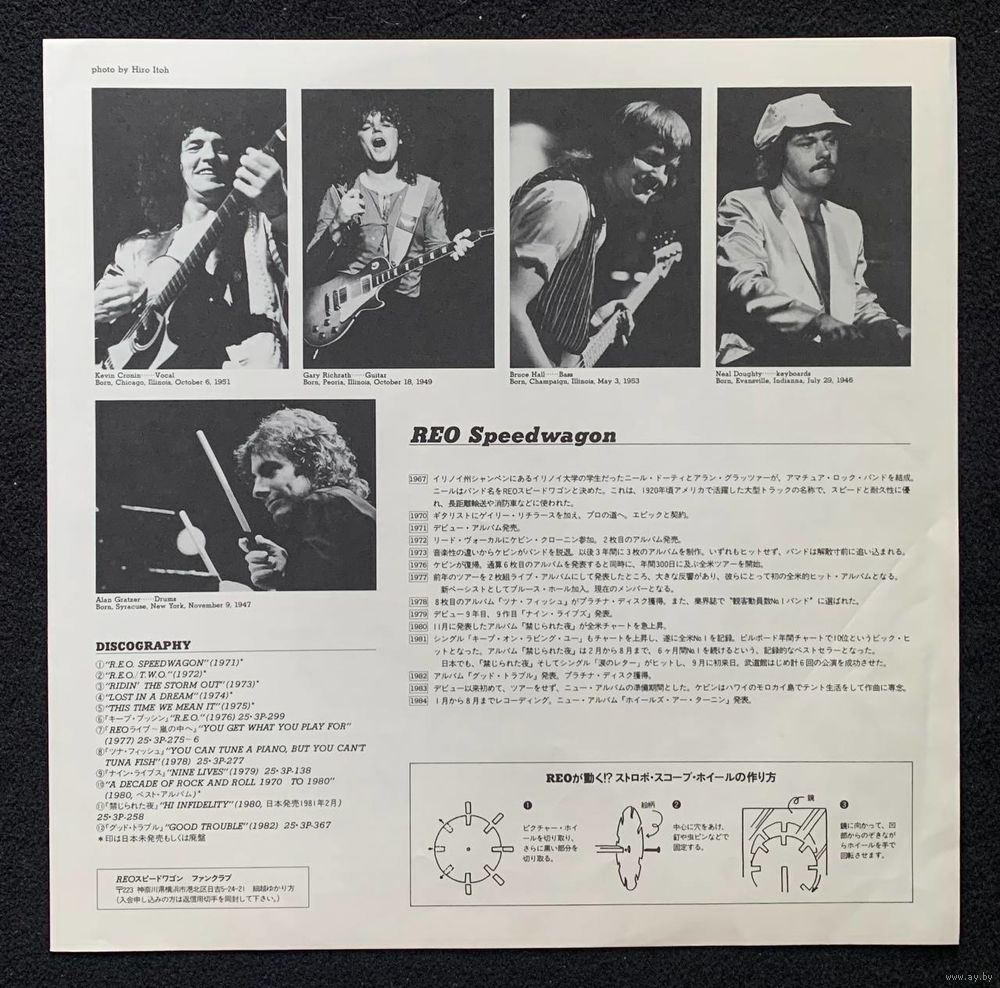 photo by Hiro Itoh
Kevin Cronin……Vocal
Born, Chicago, Illinois, October 6, 1951
Gary Richrath……Guitar
Born, Peoria, Illinois, October 18, 1949
Bruce Hall……Bass
Born, Champaign, Illinois, May 3, 1953
Neal Doughty……keyboards
Born, Evansville, Indianna, July 29, 1946
Alan Gratzer……Drums
Born, Syracuse, New York, November 9, 1947
REO Speedwagon
1967 イリノイ州シャンペンにあるイリノイ大学の学生だったニール・ドーティとアラン・グラッツァーが、アマチュア・ロック・バンドを結成。
ニールはバンド名をREOスピードワゴンと決めた。これは、1920年頃アメリカで活躍した大型トラックの名称で、スピードと耐久性に優
れ、長距離輸送や消防車などに使われた。
1970 ギタリストにゲイリー・リチラースを加え、プロの道へ。エピックと契約。
1971 デビュー・アルバム発売。
1972 リード・ヴォーカルにケビン・クローニン参加。2枚目のアルバム発売。
1973 音楽性の違いからケビンがバンドを脱退。以後3年間に3枚のアルバムを制作。いずれもヒットせず、バンドは解散寸前に追い込まれる。
1976 ケビンが復帰。通算6枚目のアルバムを発表すると同時に、年間300日に及ぶ全米ツアーを開始。
1977 前年のツアーを2枚組ライブ・アルバムにして発表したところ、大きな反響があり、彼らにとって初の全米的ヒット・アルバムとなる。
新ベーシストとしてブルース・ホール加入。現在のメンバーとなる。
1978 8枚目のアルバム「ツナ・フィッシュ」がプラチナ・ディスク獲得。また、業界誌で“観客動員数No.1バンド”に選ばれた。
1979 デビュー9年目、9作目「ナイン・ライブズ」発表。
1980 11月に発表したアルバム「禁じられた夜」が全米チャートを急上昇。
1981 シングル「キープ・オン・ラビング・ユー」もチャートを上昇し、遂に全米No.1を記録。ビルボード年間チャートで10位というビック・ヒ
ットとなった。アルバム「禁じられた夜」は2月から8月まで、6ヶ月間No.1を続けるという、記録的なベストセラーとなった。
日本でも、「禁じられた夜」そしてシングル「涙のレター」がヒットし、9月に初来日。武道館はじめ計6回の公演を成功させた。
1982 アルバム「グッド・トラブル」発表。プラチナ・ディスク獲得。
1983 デビュー以来初めて、ツアーをせず、ニュー・アルバムの準備期間とした。ケビンはハワイのモロカイ島でテント生活をして作曲に専念。
1984 1月から8月までレコーディング。ニュー・アルバム「ホイールズ・アー・ターニン」発表。
DISCOGRAPHY
①"R.E.O. SPEEDWAGON"(1971)*
②"R.E.O./T.W.O."(1972)*
③"RIDIN' THE STORM OUT"(1973)*
④"LOST IN A DREAM"(1974)*
⑤"THIS TIME WE MEAN IT"(1975)*
⑥「キープ・プッシン」"R.E.O."(1976) 25・3P-299
⑦「REOライブ〜嵐の中へ」"YOU GET WHAT YOU PLAY FOR"
(1977) 25・3P-275〜6
⑧「ツナ・フィッシュ」"YOU CAN TUNE A PIANO, BUT YOU CAN'T
TUNA FISH"(1978) 25・3P-277
⑨「ナイン・ライブス」"NINE LIVES"(1979) 25・3P-138
⑩"A DECADE OF ROCK AND ROLL 1970 TO 1980"
(1980, ベスト・アルバム)*
⑪「禁じられた夜」"HI INFIDELITY"(1980, 日本発売1981年2月)
25・3P-258
⑫「グッド・トラブル」"GOOD TROUBLE"(1982) 25・3P-367
*印は日本未発売もしくは廃盤
REOスピードワゴン ファンクラブ
〒223 神奈川県横浜市港北区日吉5-24-21 細越ゆかり方
(入会申し込みの方は返信用切手を同封して下さい。)
REOが動く!? ストロボ・スコープ・ホイールの作り方
❶
ピクチャー・ホイ
ールを切り取り、
さらに黒い部分を
切り取る。
絵柄
❷
中心に穴をあけ、
釘や虫ピンなどで
固定する。
鏡
❸
鏡に向かって、凹
部からのぞきなが
らホイールを手で
回転させます。
www.ay.by